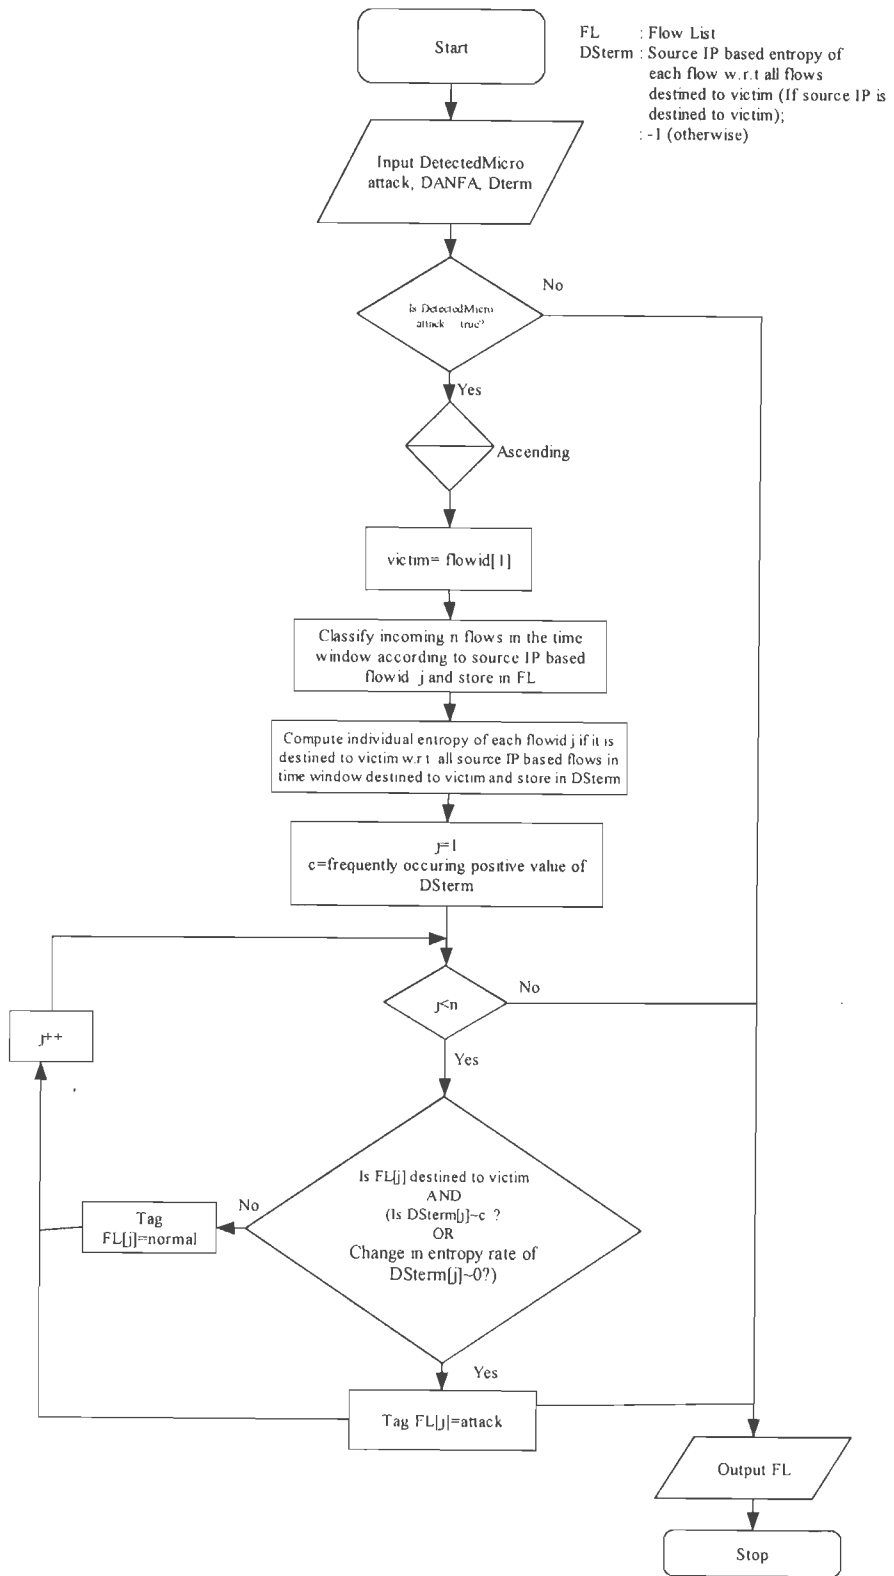 Start
FL : Flow List
DSterm : Source IP based entropy of
each flow w.r.t all flows
destined to victim (If source IP is
destined to victim);
: -1 (otherwise)
Input DetectedMicro
attack, DANFA, Dterm
No
Is DetectedMicro
attack true?
Yes
Ascending
victim= flowid[1]
Classify incoming n flows in the time
window according to source IP based
flowid j and store in FL
Compute individual entropy of each flowid j if it is
destined to victim w.r.t all source IP based flows in
time window destined to victim and store in DSterm
j=1
c=frequently occuring positive value of
DSterm
No
j<n
j++
Yes
Is FL[j] destined to victim
AND
(Is DSterm[j]~c ?
OR
Change in entropy rate of
DSterm[j]~0?)
No
Tag
FL[j]=normal
Yes
Tag FL[j]=attack
Output FL
Stop